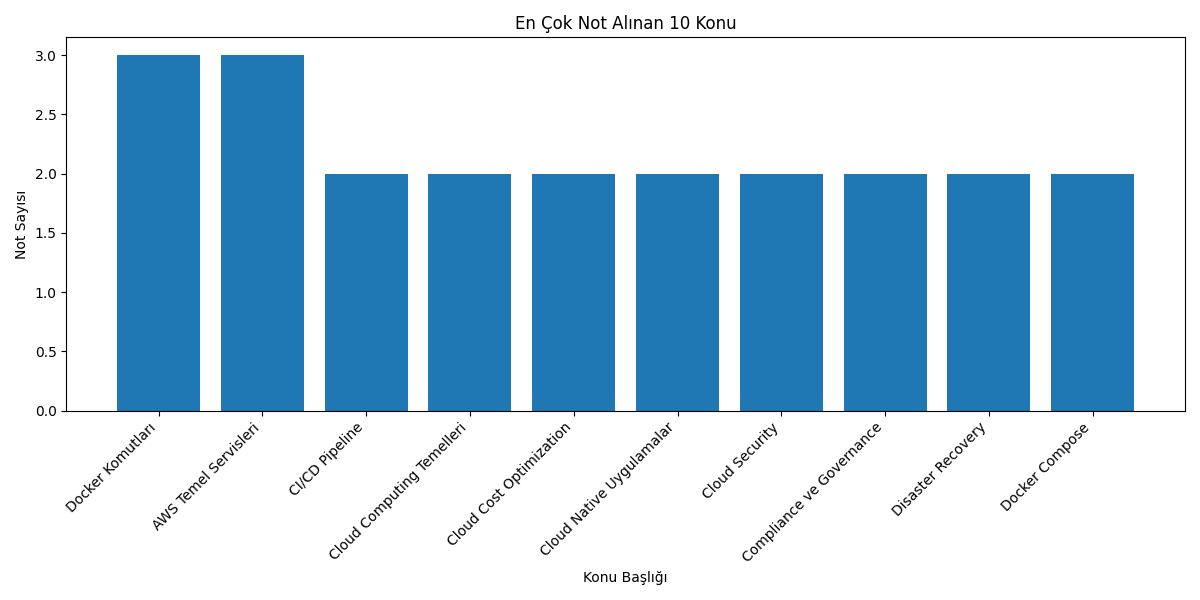 En Çok Not Alınan 10 Konu
Not Sayısı
3.0
2.5
2.0
1.5
1.0
0.5
0.0
Docker Komutları
AWS Temel Servisleri
CI/CD Pipeline
Cloud Computing Temelleri
Cloud Cost Optimization
Cloud Native Uygulamalar
Cloud Security
Compliance ve Governance
Disaster Recovery
Docker Compose
Konu Başlığı